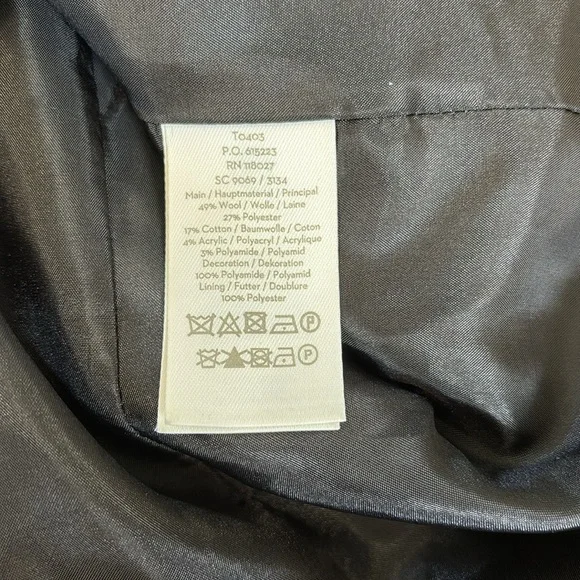 T0403
P.O. 615223
RN 118027
SC 9069 / 3134
Main / Hauptmaterial / Principal
49% Wool / Wolle / Laine
27% Polyester
17% Cotton / Baumwolle / Coton
4% Acrylic / Polyacryl / Acrylique
3% Polyamide / Polyamid
Decoration / Dekoration
100% Polyamide / Polyamid
Lining / Futter / Doublure
100% Polyester
P
P